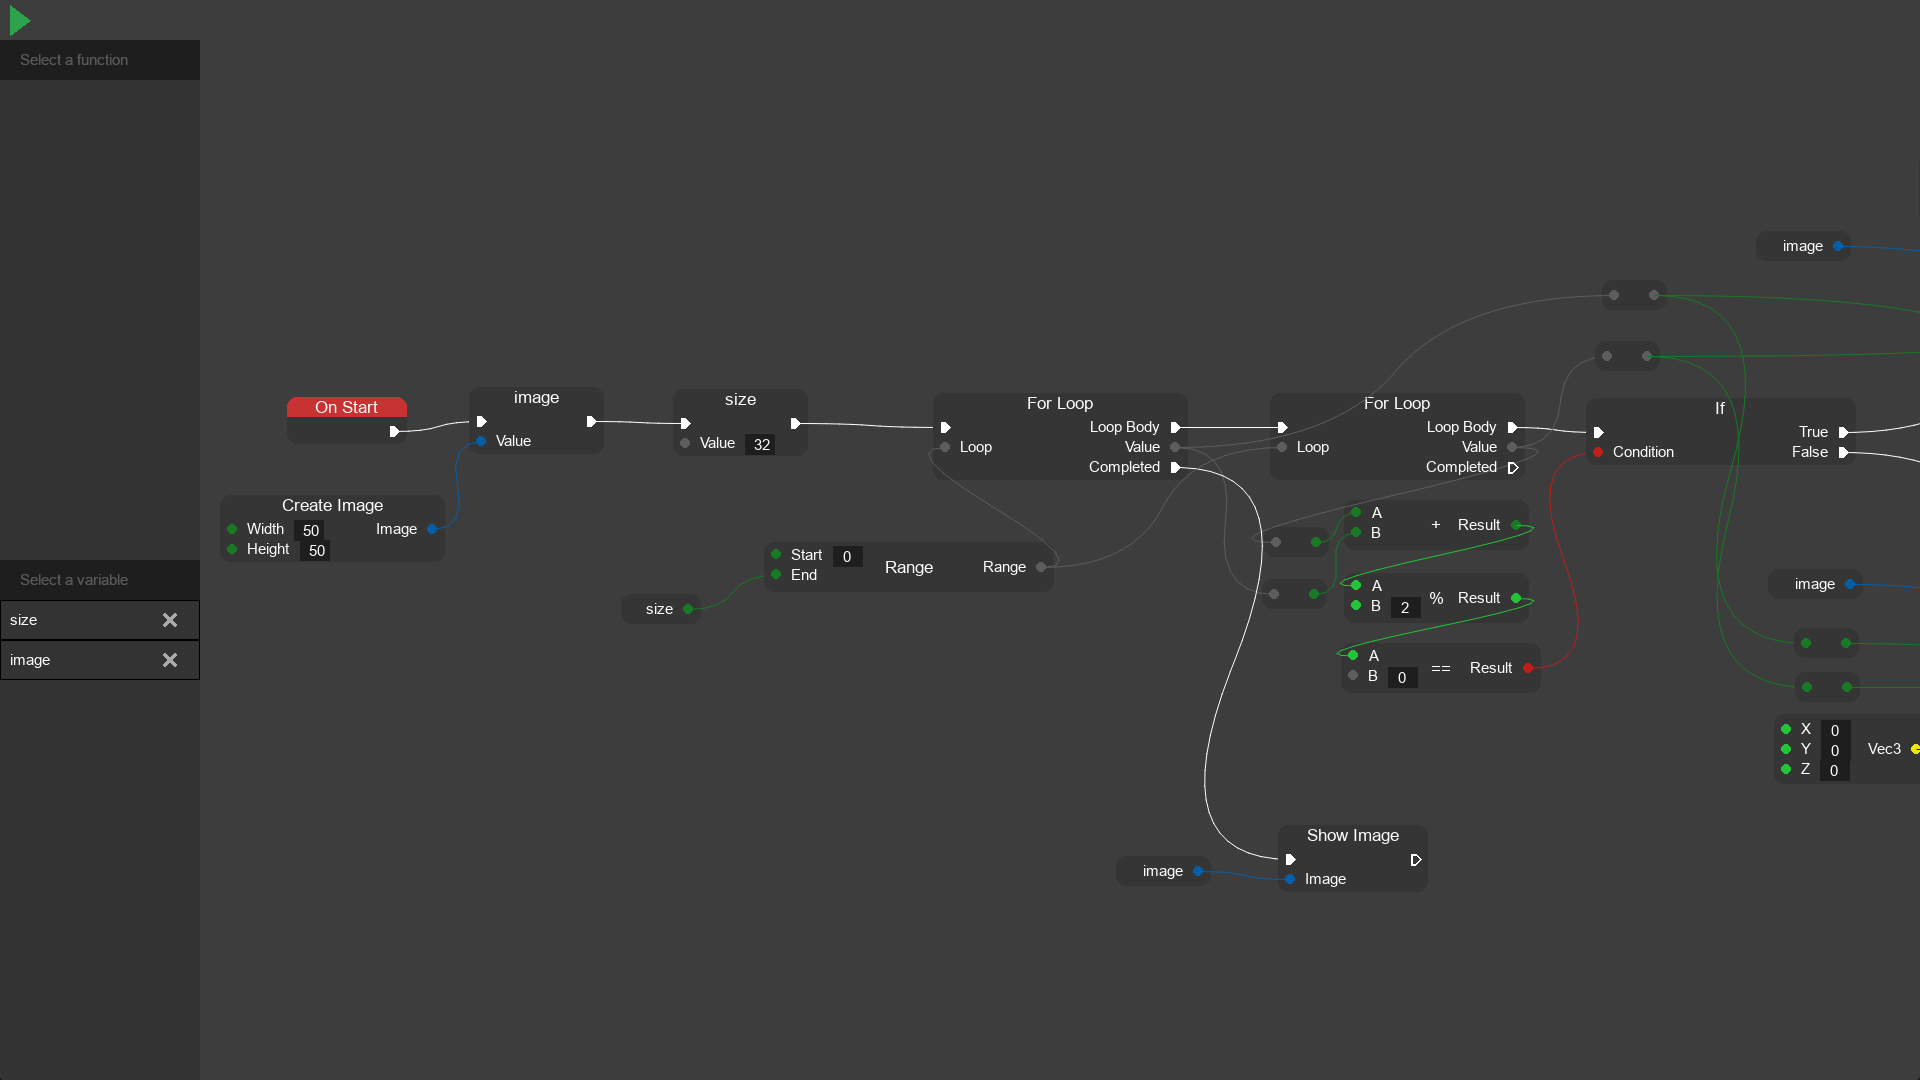 Select a function
Select a variable
size
image
On Start
image
Value
Create Image
Width 50 Image
Height 50
size
Value 32
size
Start 0
Range Range
End
For Loop
Loop Body
Loop Value
Completed
For Loop
Loop Body
Loop Value
Completed
A
+ Result
B
A
% Result
B 2
A
== Result
B 0
If
True
False
Condition
image
image
X 0
Y 0 Vec3
Z 0
image
Show Image
Image